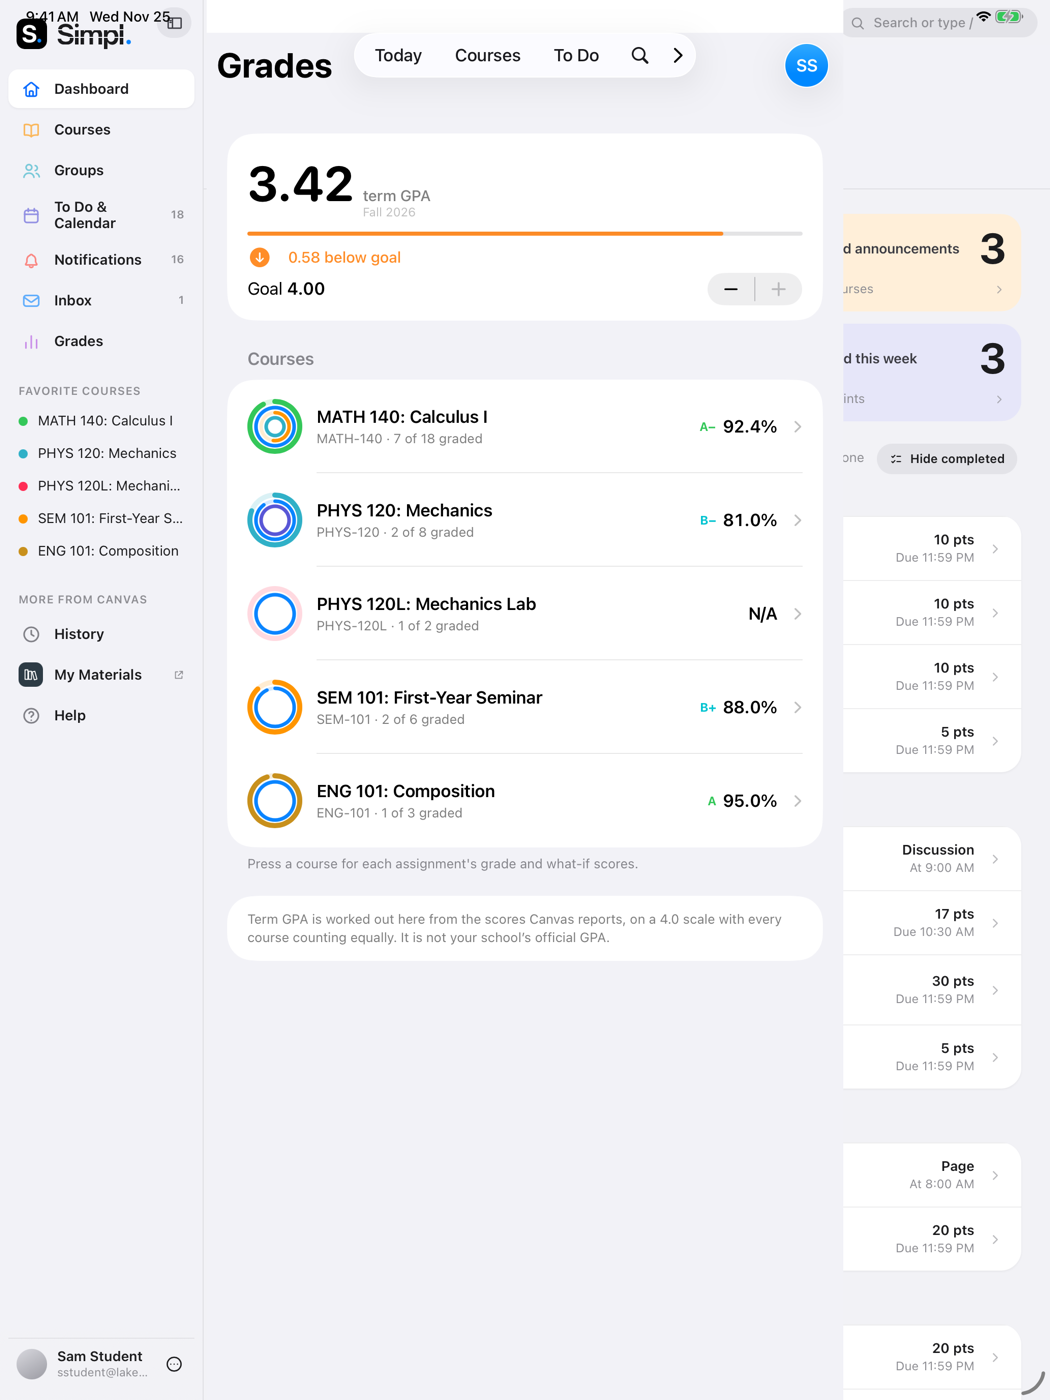 9:41 AM Wed Nov 25
S. Simpl.
Dashboard
Courses
Groups
To Do &
Calendar
18
Notifications
16
Inbox
1
Grades
FAVORITE COURSES
MATH 140: Calculus I
PHYS 120: Mechanics
PHYS 120L: Mechani...
SEM 101: First-Year S...
ENG 101: Composition
MORE FROM CANVAS
History
My Materials
Help
Sam Student
sstudent@lake...
Grades
Today
Courses
To Do
SS
3.42 term GPA
Fall 2026
0.58 below goal
Goal 4.00
Courses
MATH 140: Calculus I
MATH-140 · 7 of 18 graded
A− 92.4%
PHYS 120: Mechanics
PHYS-120 · 2 of 8 graded
B− 81.0%
PHYS 120L: Mechanics Lab
PHYS-120L · 1 of 2 graded
N/A
SEM 101: First-Year Seminar
SEM-101 · 2 of 6 graded
B+ 88.0%
ENG 101: Composition
ENG-101 · 1 of 3 graded
A 95.0%
Press a course for each assignment's grade and what-if scores.
Term GPA is worked out here from the scores Canvas reports, on a 4.0 scale with every
course counting equally. It is not your school's official GPA.
Search or type /
d announcements
3
urses
d this week
3
ints
one
Hide completed
10 pts
Due 11:59 PM
10 pts
Due 11:59 PM
10 pts
Due 11:59 PM
5 pts
Due 11:59 PM
Discussion
At 9:00 AM
17 pts
Due 10:30 AM
30 pts
Due 11:59 PM
5 pts
Due 11:59 PM
Page
At 8:00 AM
20 pts
Due 11:59 PM
20 pts
Due 11:59 PM